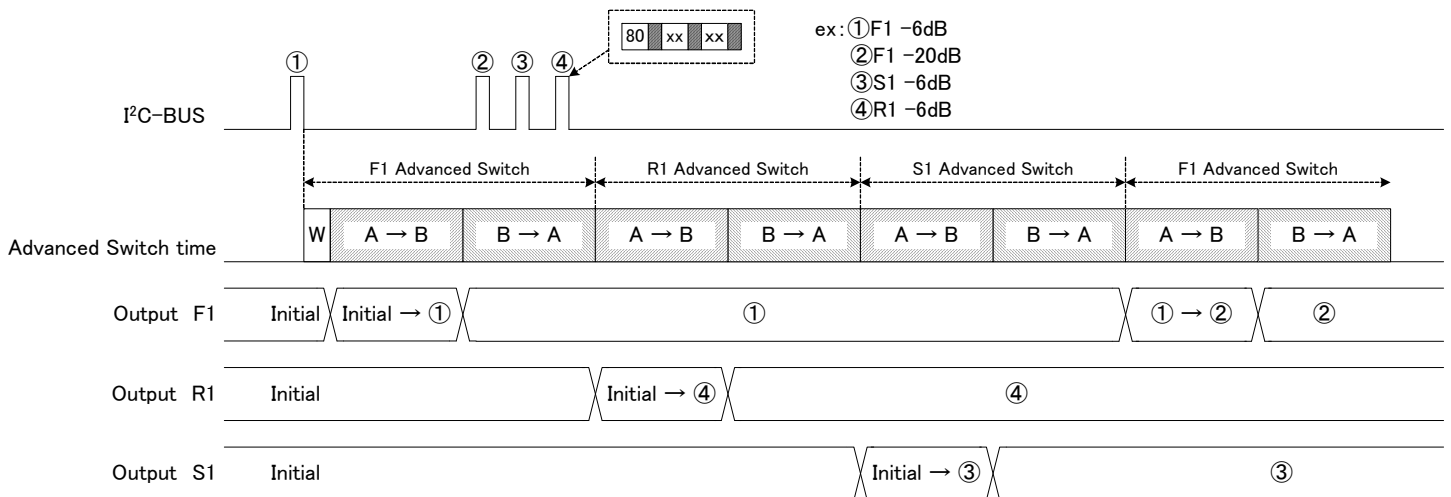 80 xx xx
ex:①F1 -6dB
②F1 -20dB
③S1 -6dB
④R1 -6dB
① ② ③ ④
I²C-BUS
F1 Advanced Switch R1 Advanced Switch S1 Advanced Switch F1 Advanced Switch
Advanced Switch time W A → B B → A A → B B → A A → B B → A A → B B → A
Output F1 Initial Initial → ① ① ① → ② ②
Output R1 Initial Initial → ④ ④
Output S1 Initial Initial → ③ ③